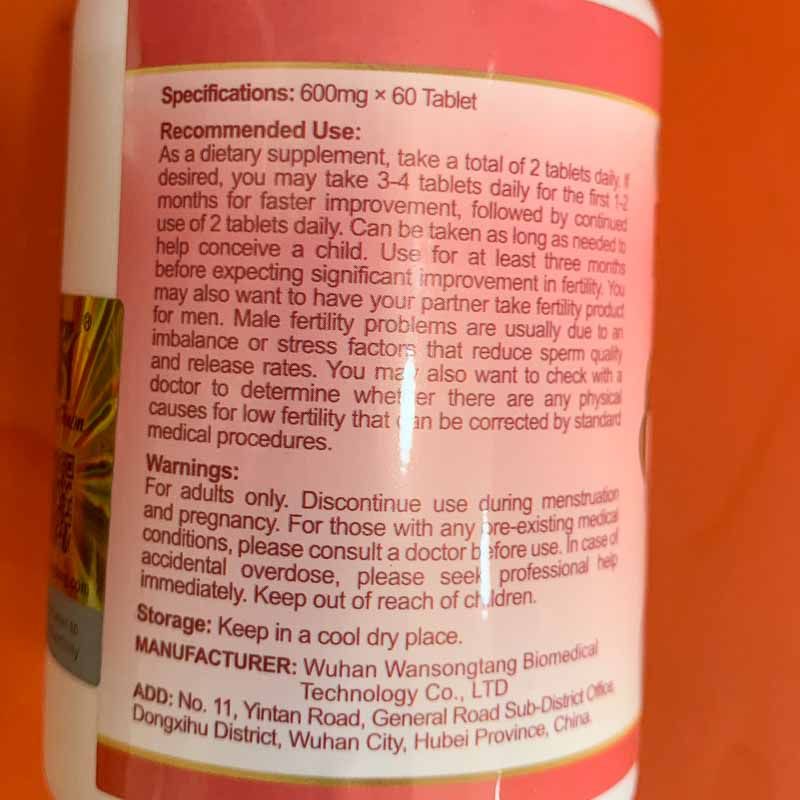 Specifications: 600mg × 60 Tablet
Recommended Use:
As a dietary supplement, take a total of 2 tablets daily. If
desired, you may take 3-4 tablets daily for the first 1-2
months for faster improvement, followed by continued
use of 2 tablets daily. Can be taken as long as needed to
help conceive a child. Use for at least three months
before expecting significant improvement in fertility. You
may also want to have your partner take fertility product
for men. Male fertility problems are usually due to an
imbalance or stress factors that reduce sperm quality
and release rates. You may also want to check with a
doctor to determine whether there are any physical
causes for low fertility that can be corrected by standard
medical procedures.
Warnings:
For adults only. Discontinue use during menstruation
and pregnancy. For those with any pre-existing medical
conditions, please consult a doctor before use. In case of
accidental overdose, please seek professional help
immediately. Keep out of reach of children.
Storage: Keep in a cool dry place.
MANUFACTURER: Wuhan Wansongtang Biomedical
Technology Co., LTD
ADD: No. 11, Yintan Road, General Road Sub-District Office,
Dongxihu District, Wuhan City, Hubei Province, China.